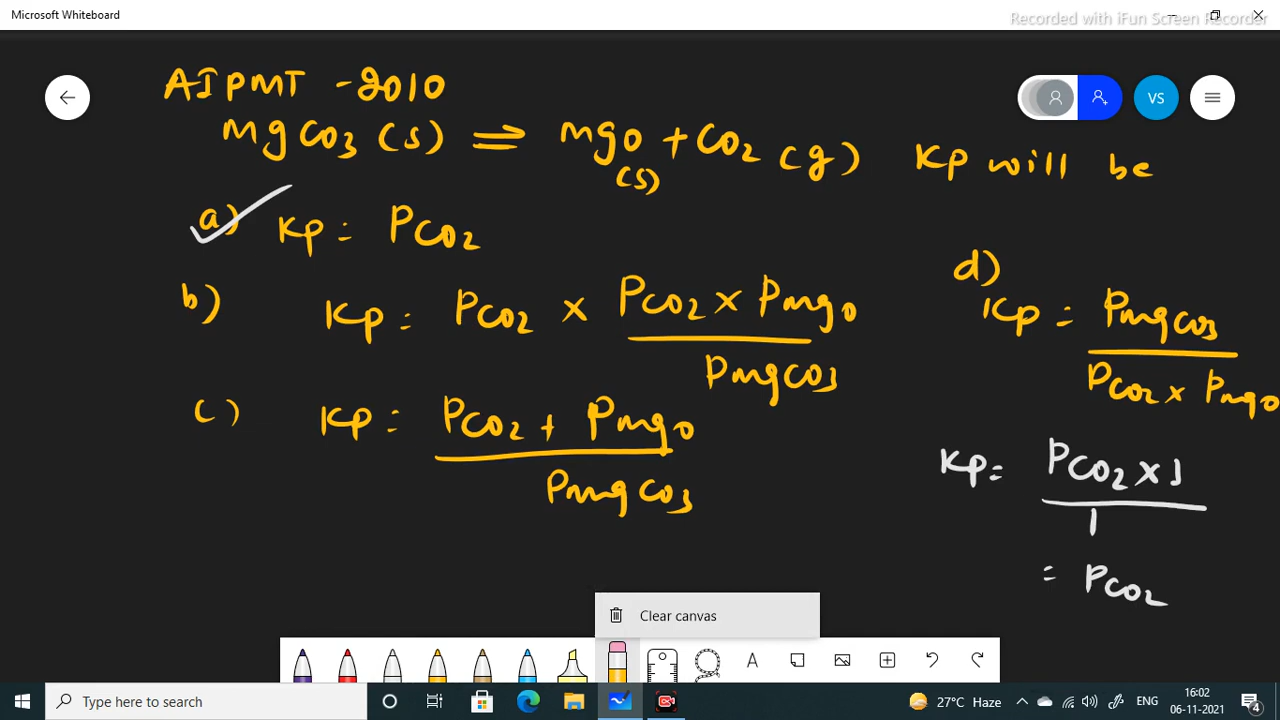 Microsoft Whiteboard
Recorded with iFun Screen Recorder
AIPMT - 2010
VS
MgCO3 (s) ⇌ MgO (s) + CO2 (g) Kp will be
a) Kp = PCO2
b) Kp = PCO2 × PCO2 × PMgO / PMgCO3
c) Kp = PCO2 + PMgO / PMgCO3
d) Kp = PMgCO3 / PCO2 × PMgO
Kp = PCO2 × 1 / 1
= PCO2
Clear canvas
Type here to search
27°C Haze
ENG
16:02
06-11-2021
4